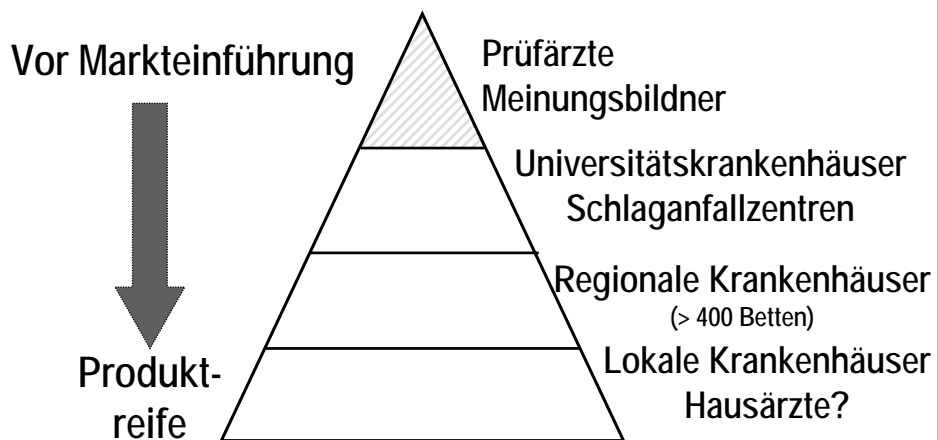 Vor Markteinführung
Produkt-
reife
Prüfärzte
Meinungsbildner
Universitätskrankenhäuser
Schlaganfallzentren
Regionale Krankenhäuser
(> 400 Betten)
Lokale Krankenhäuser
Hausärzte?